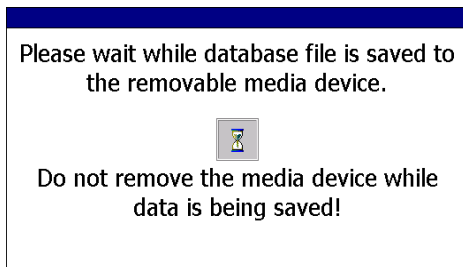 Please wait while database file is saved to
the removable media device.
Do not remove the media device while
data is being saved!